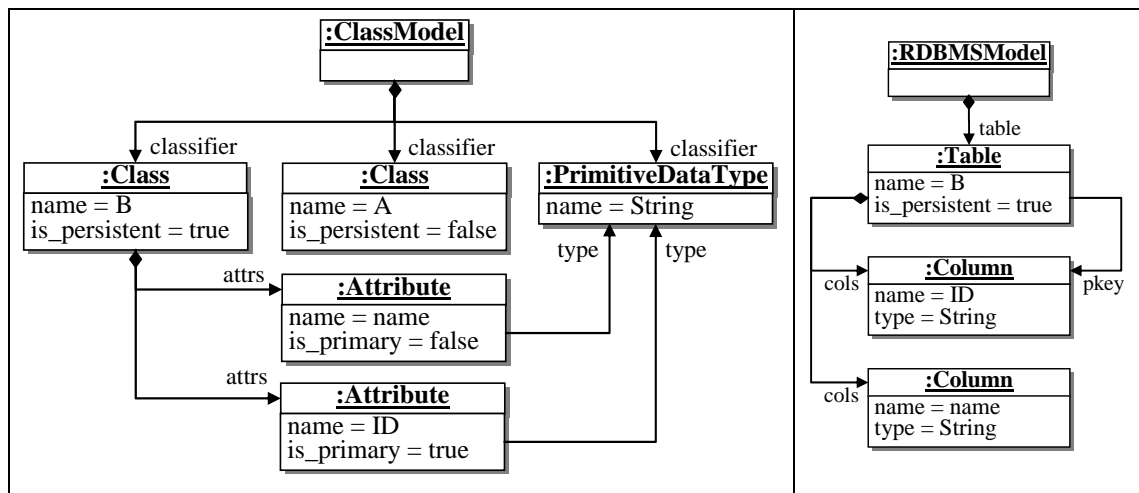 :ClassModel
classifier
classifier
classifier
:Class
name = B
is_persistent = true
:Class
name = A
is_persistent = false
:PrimitiveDataType
name = String
type
type
attrs
:Attribute
name = name
is_primary = false
attrs
:Attribute
name = ID
is_primary = true
:RDBMSModel
table
:Table
name = B
is_persistent = true
cols
pkey
:Column
name = ID
type = String
cols
:Column
name = name
type = String